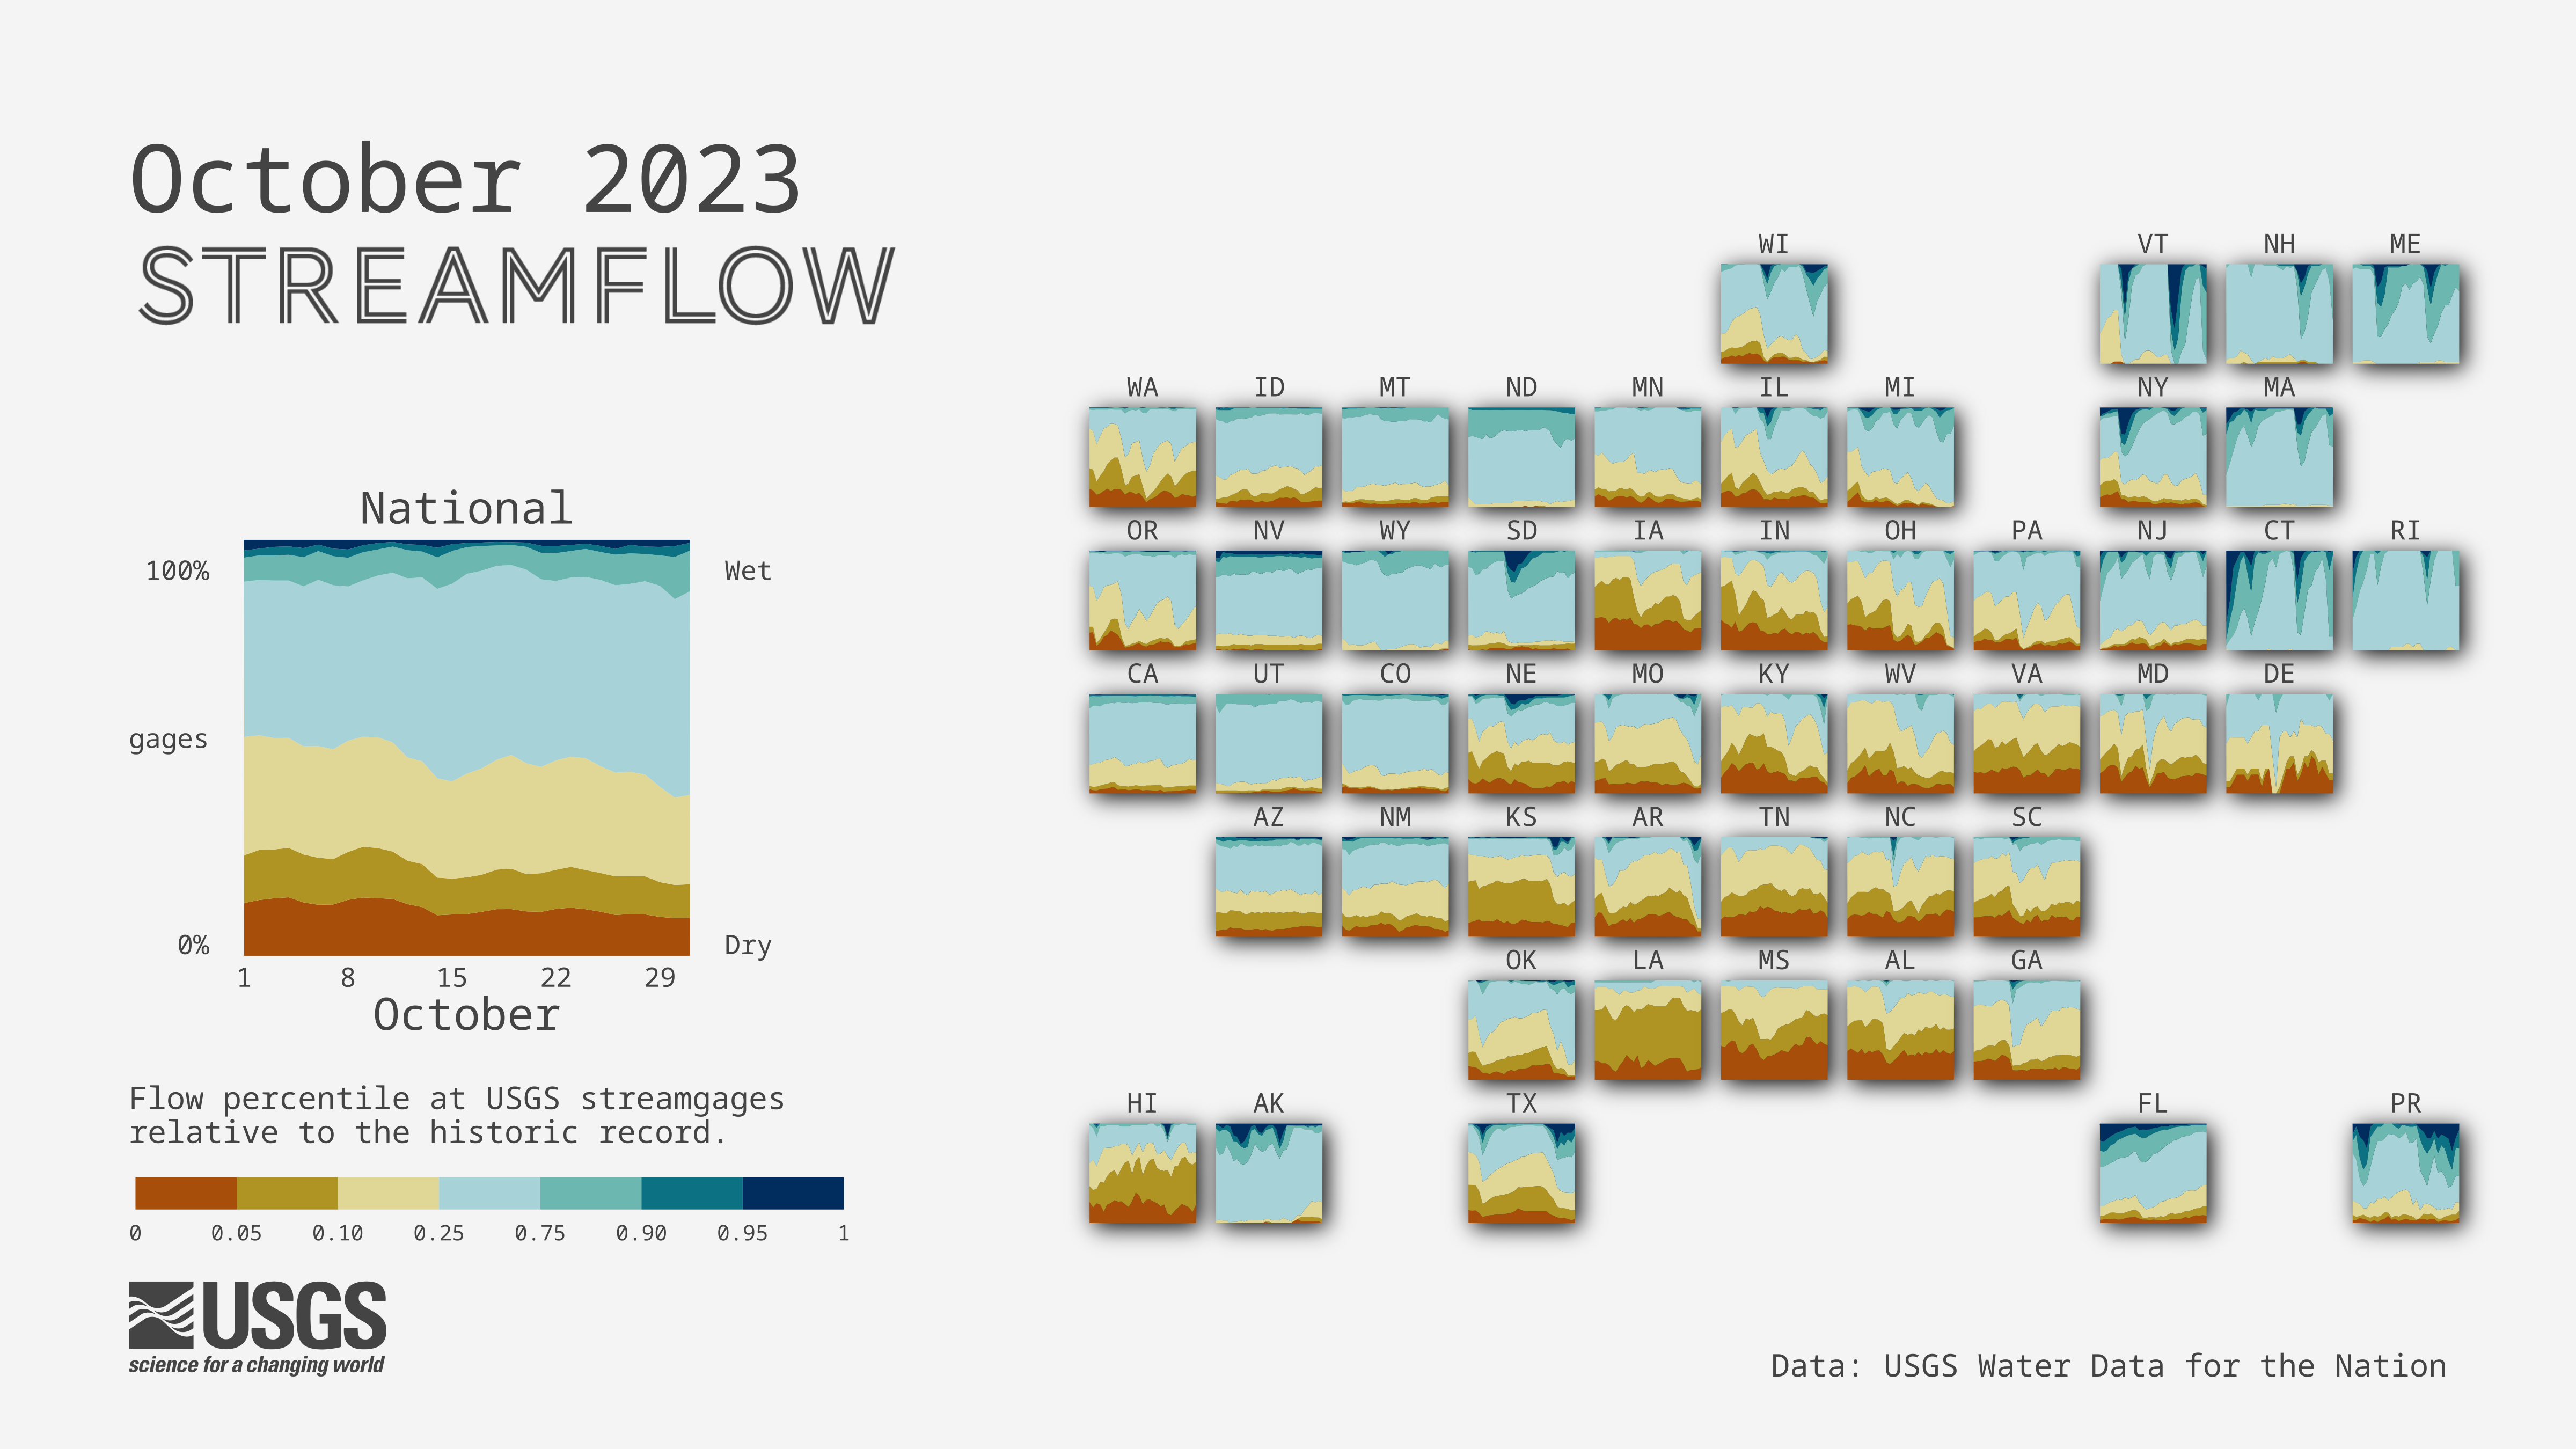 October 2023
STREAMFLOW
National
100%
Wet
gages
0%
Dry
1 8 15 22 29
October
Flow percentile at USGS streamgages
relative to the historic record.
0 0.05 0.10 0.25 0.75 0.90 0.95 1
USGS
science for a changing world
WI VT NH ME
WA ID MT ND MN IL MI NY MA
OR NV WY SD IA IN OH PA NJ CT RI
CA UT CO NE MO KY WV VA MD DE
AZ NM KS AR TN NC SC
OK LA MS AL GA
HI AK TX FL PR
Data: USGS Water Data for the Nation